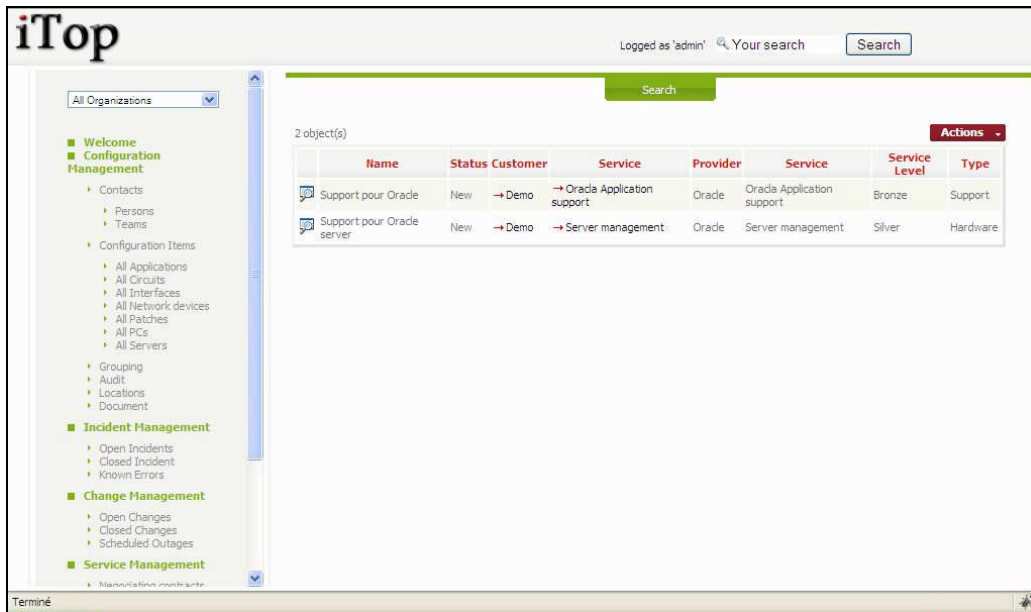 iTop
Logged as 'admin' Your search Search
All Organizations
Welcome
Configuration
Management
Contacts
Persons
Teams
Configuration Items
All Applications
All Circuits
All Interfaces
All Network devices
All Patches
All PCs
All Servers
Grouping
Audit
Locations
Document
Incident Management
Open Incidents
Closed Incident
Known Errors
Change Management
Open Changes
Closed Changes
Scheduled Outages
Service Management
Negociating contracts
Search
2 object(s)
Actions
Name Status Customer Service Provider Service Service Level Type
Support pour Oracle New Demo Oracla Application support Oracle Oracla Application support Bronze Support
Support pour Oracle server New Demo Server management Oracle Server management Silver Hardware
Terminé